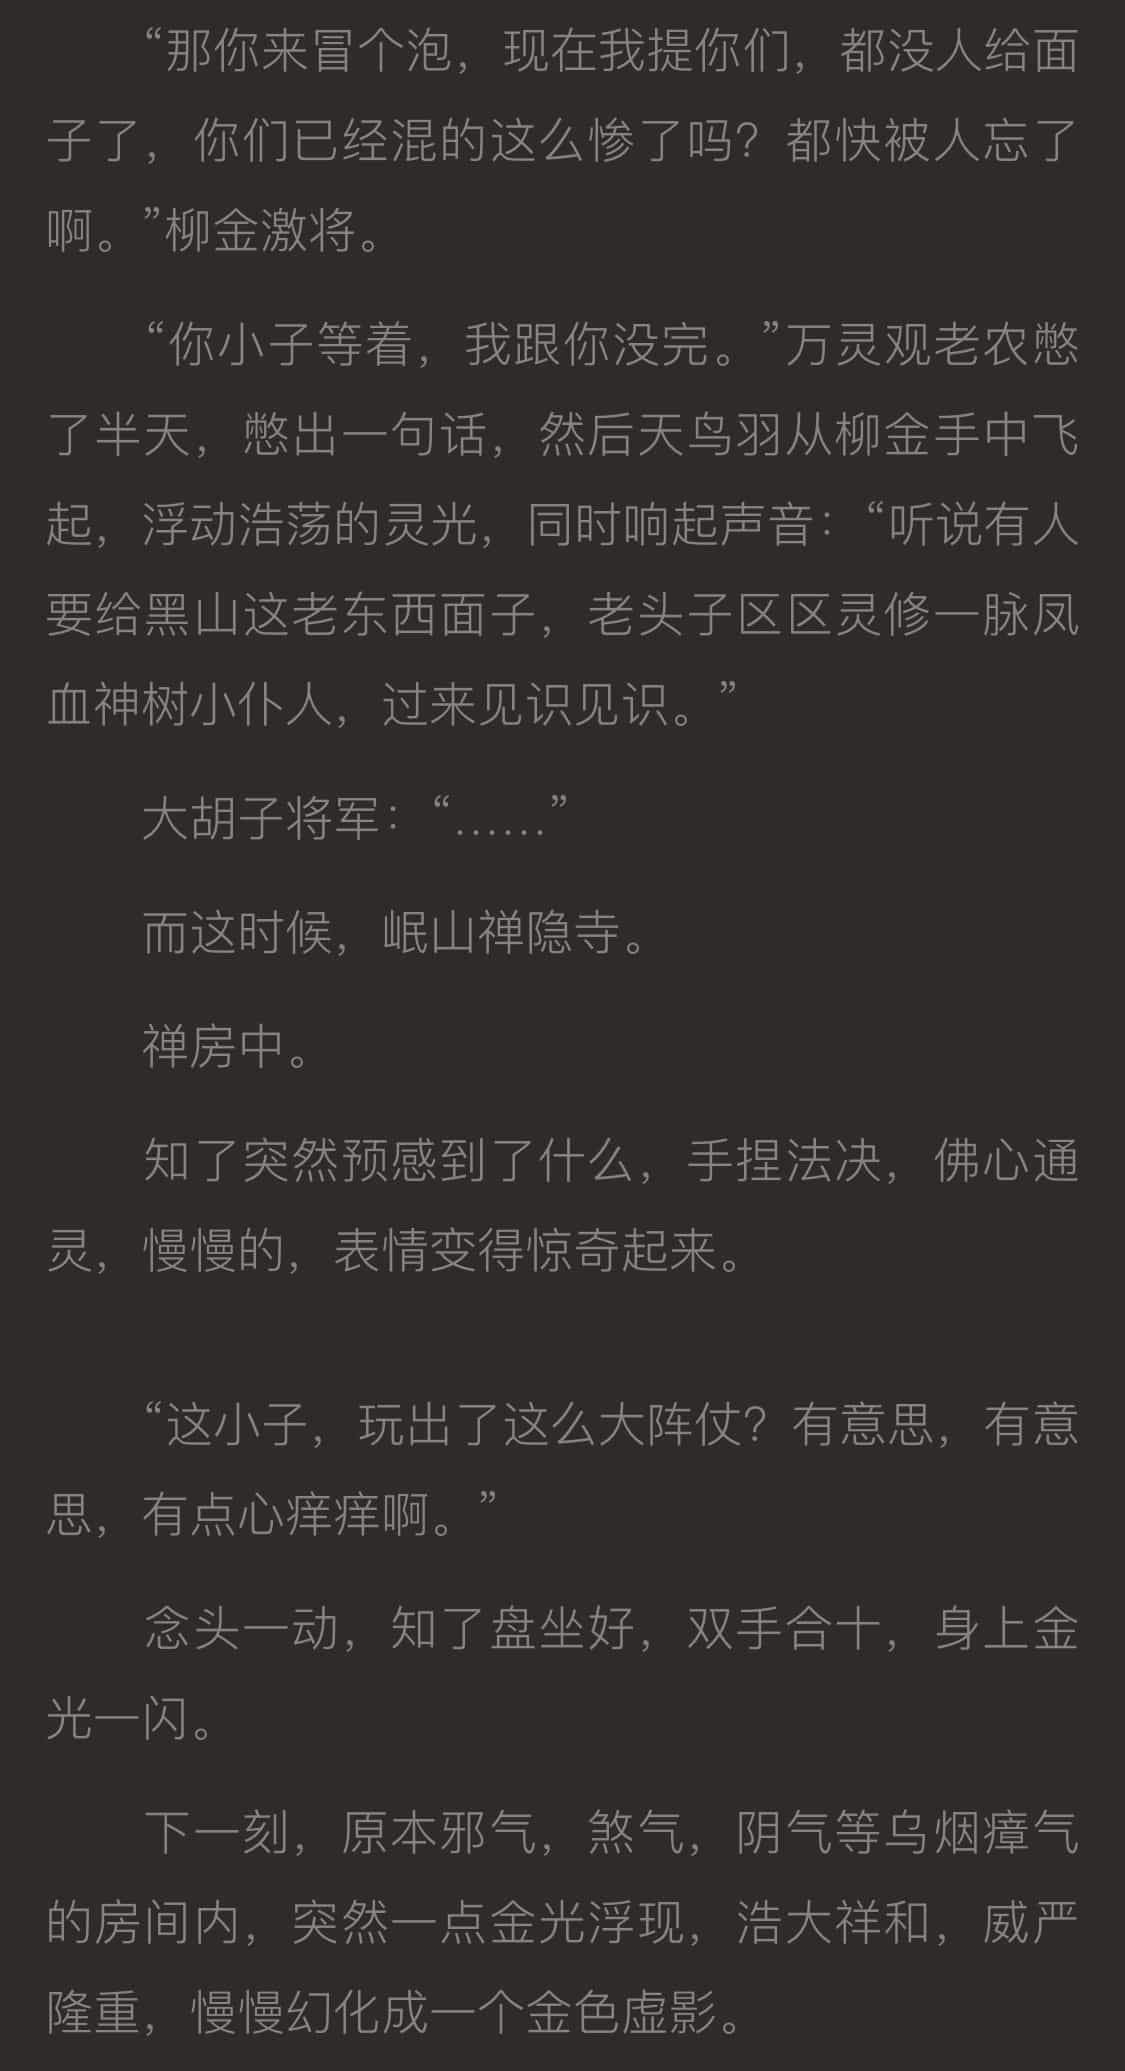 “那你来冒个泡，现在我提你们，都没人给面
子了，你们已经混的这么惨了吗？都快被人忘了
啊。”柳金激将。
“你小子等着，我跟你没完。”万灵观老农憋
了半天，憋出一句话，然后天鸟羽从柳金手中飞
起，浮动浩荡的灵光，同时响起声音：“听说有人
要给黑山这老东西面子，老头子区区灵修一脉凤
血神树小仆人，过来见识见识。”
大胡子将军：“……”
而这时候，岷山禅隐寺。
禅房中。
知了突然预感到了什么，手捏法决，佛心通
灵，慢慢的，表情变得惊奇起来。
“这小子，玩出了这么大阵仗？有意思，有意
思，有点心痒痒啊。”
念头一动，知了盘坐好，双手合十，身上金
光一闪。
下一刻，原本邪气，煞气，阴气等乌烟瘴气
的房间内，突然一点金光浮现，浩大祥和，威严
隆重，慢慢幻化成一个金色虚影。